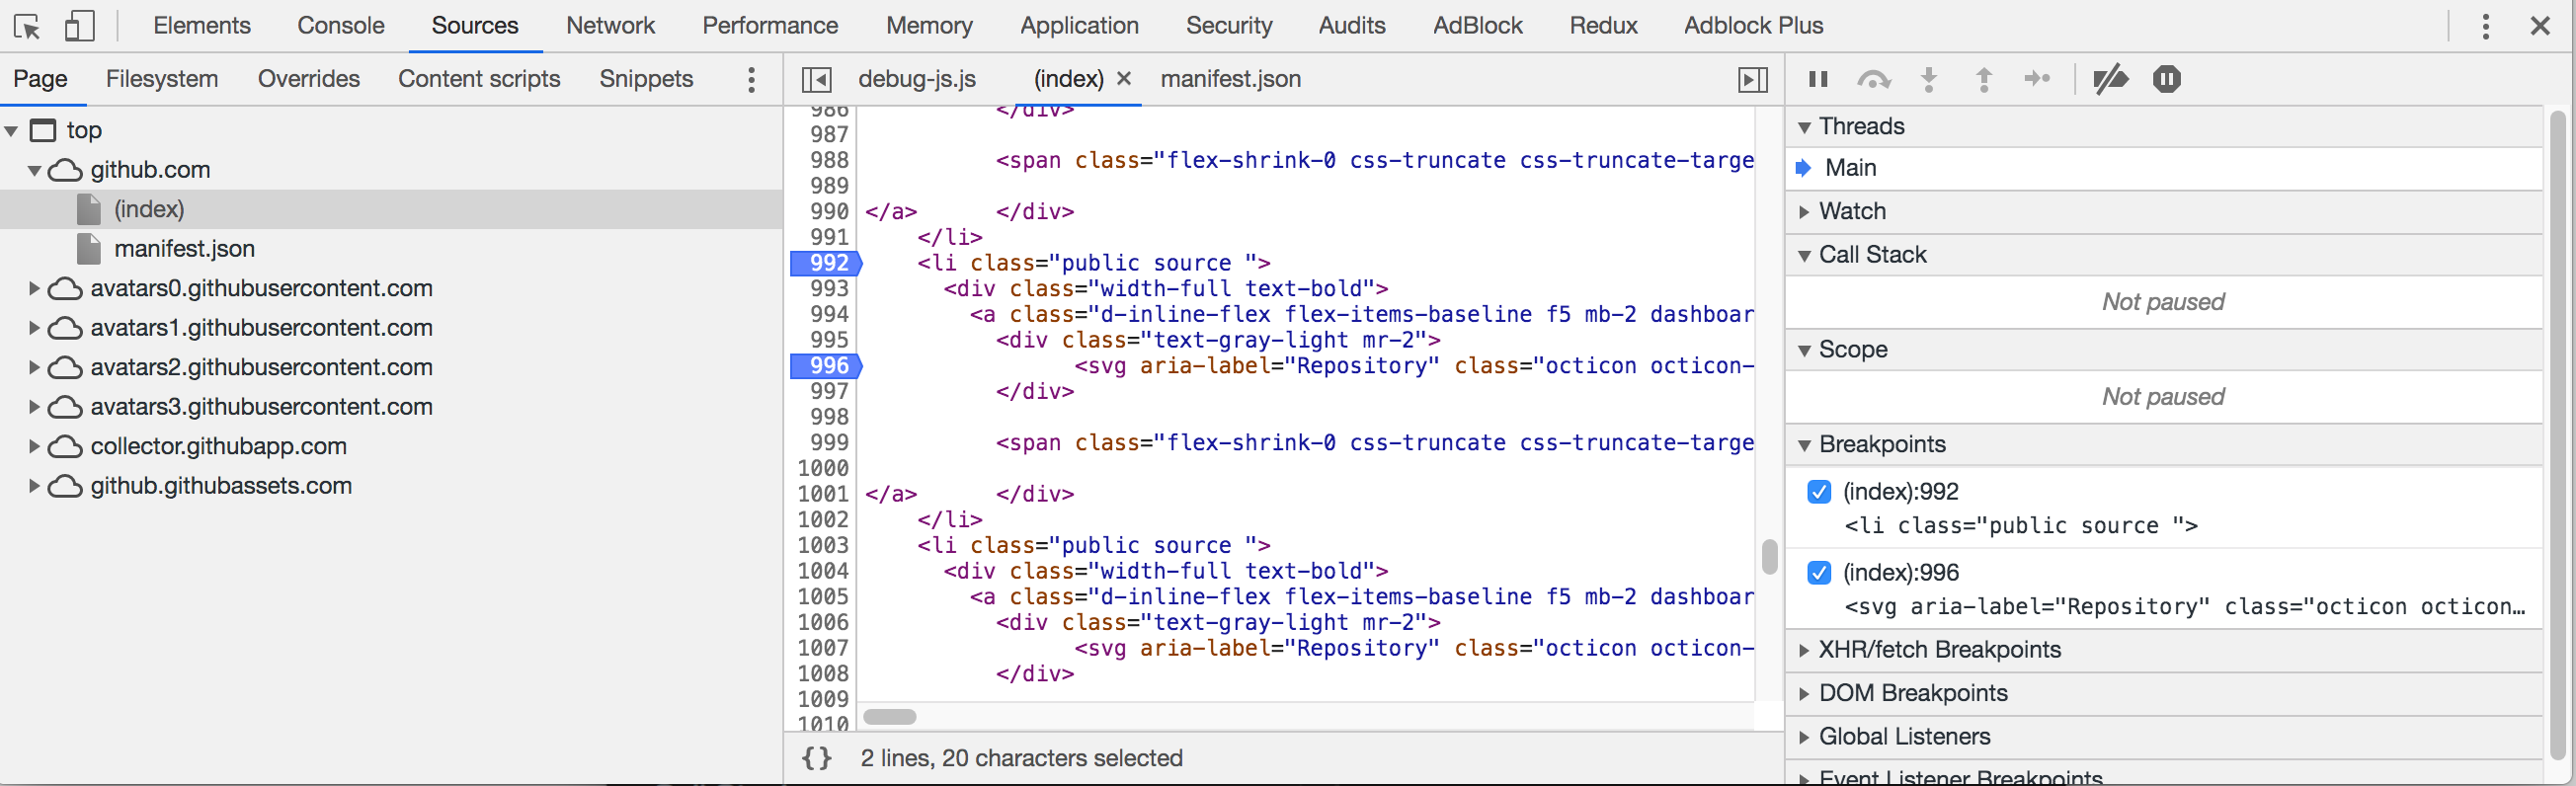 Elements Console Sources Network Performance Memory Application Security Audits AdBlock Redux Adblock Plus
Page Filesystem Overrides Content scripts Snippets
top
github.com
(index)
manifest.json
avatars0.githubusercontent.com
avatars1.githubusercontent.com
avatars2.githubusercontent.com
avatars3.githubusercontent.com
collector.githubapp.com
github.githubassets.com
debug-js.js (index) × manifest.json
986 </div>
987
988 <span class="flex-shrink-0 css-truncate css-truncate-targe
989
990 </a> </div>
991 </li>
992 <li class="public source ">
993 <div class="width-full text-bold">
994 <a class="d-inline-flex flex-items-baseline f5 mb-2 dashboar
995 <div class="text-gray-light mr-2">
996 <svg aria-label="Repository" class="octicon octicon-
997 </div>
998
999 <span class="flex-shrink-0 css-truncate css-truncate-targe
1000
1001 </a> </div>
1002 </li>
1003 <li class="public source ">
1004 <div class="width-full text-bold">
1005 <a class="d-inline-flex flex-items-baseline f5 mb-2 dashboar
1006 <div class="text-gray-light mr-2">
1007 <svg aria-label="Repository" class="octicon octicon-
1008 </div>
1009
1010
{} 2 lines, 20 characters selected
Threads
Main
Watch
Call Stack
Not paused
Scope
Not paused
Breakpoints
(index):992
<li class="public source ">
(index):996
<svg aria-label="Repository" class="octicon octicon…
XHR/fetch Breakpoints
DOM Breakpoints
Global Listeners
Event Listener Breakpoints